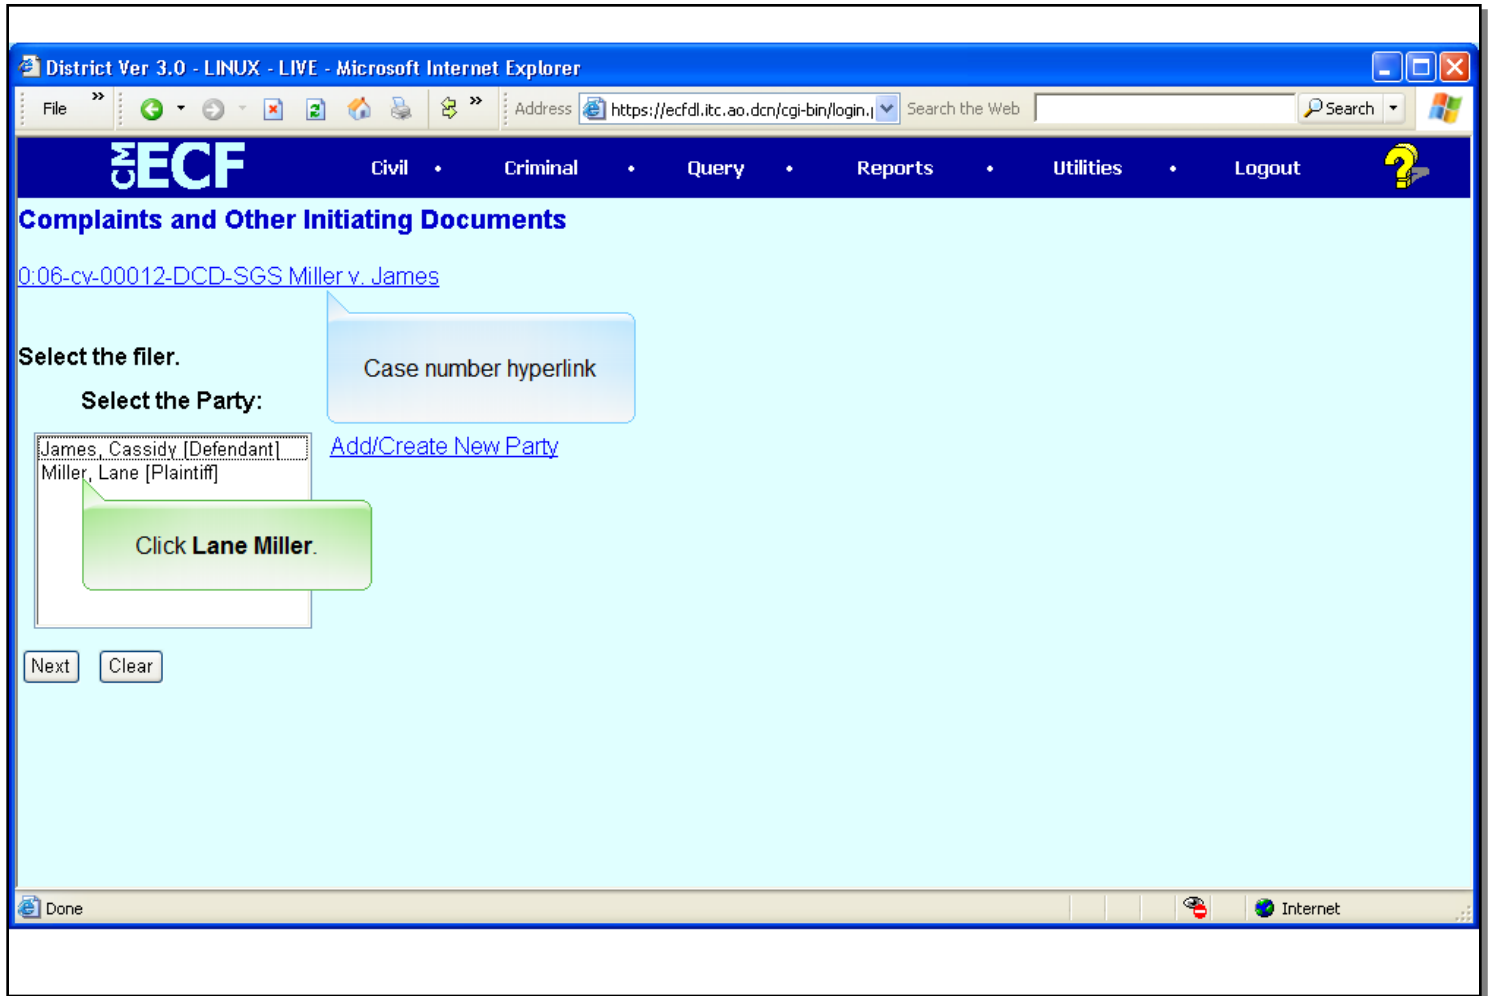 District Ver 3.0 - LINUX - LIVE - Microsoft Internet Explorer
File » » Address https://ecfdl.itc.ao.dcn/cgi-bin/login. Search the Web Search
CM ECF Civil • Criminal • Query • Reports • Utilities • Logout ?
Complaints and Other Initiating Documents
0:06-cv-00012-DCD-SGS Miller v. James
Case number hyperlink
Select the filer.
Select the Party:
James, Cassidy [Defendant] Add/Create New Party
Miller, Lane [Plaintiff]
Click Lane Miller.
Next Clear
Done Internet